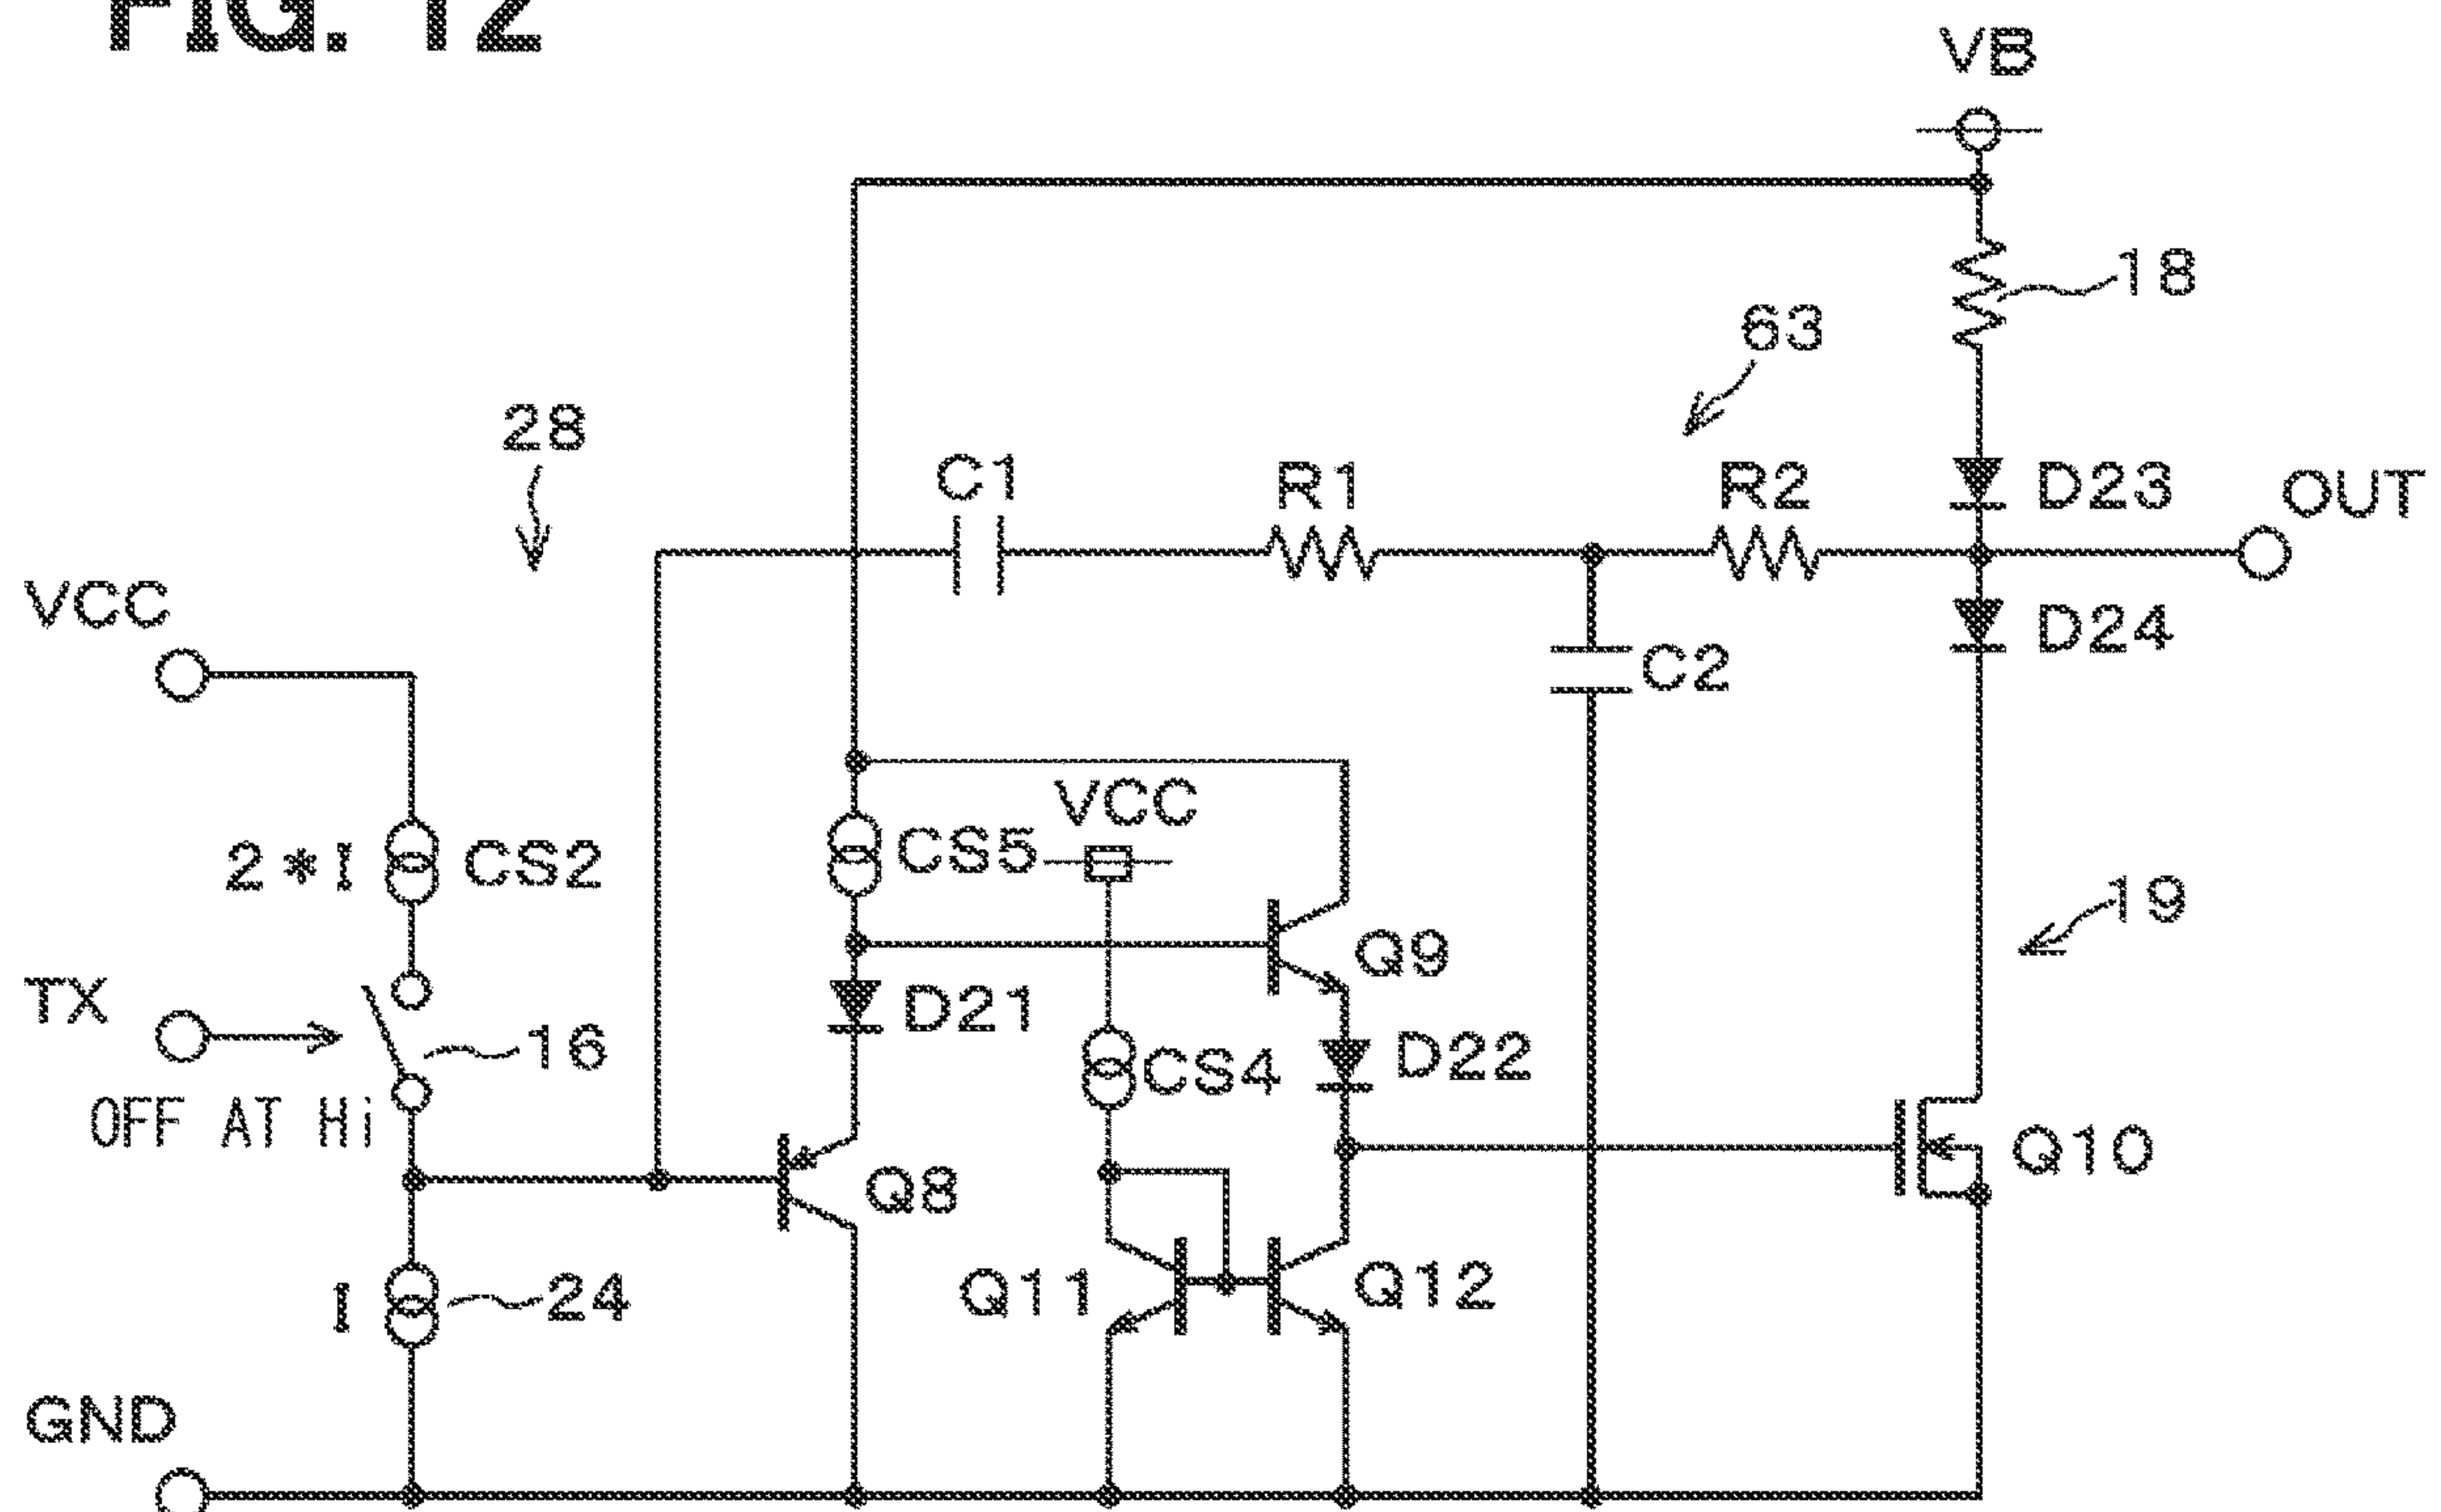 FIG. 12
VB
18
63
28
C1
R1
R2
D23
OUT
VCC
D24
C2
VCC
2*I
CS2
CS5
19
Q9
TX
D21
16
CS4
D22
OFF AT Hi
Q8
Q10
I
24
Q11
Q12
GND